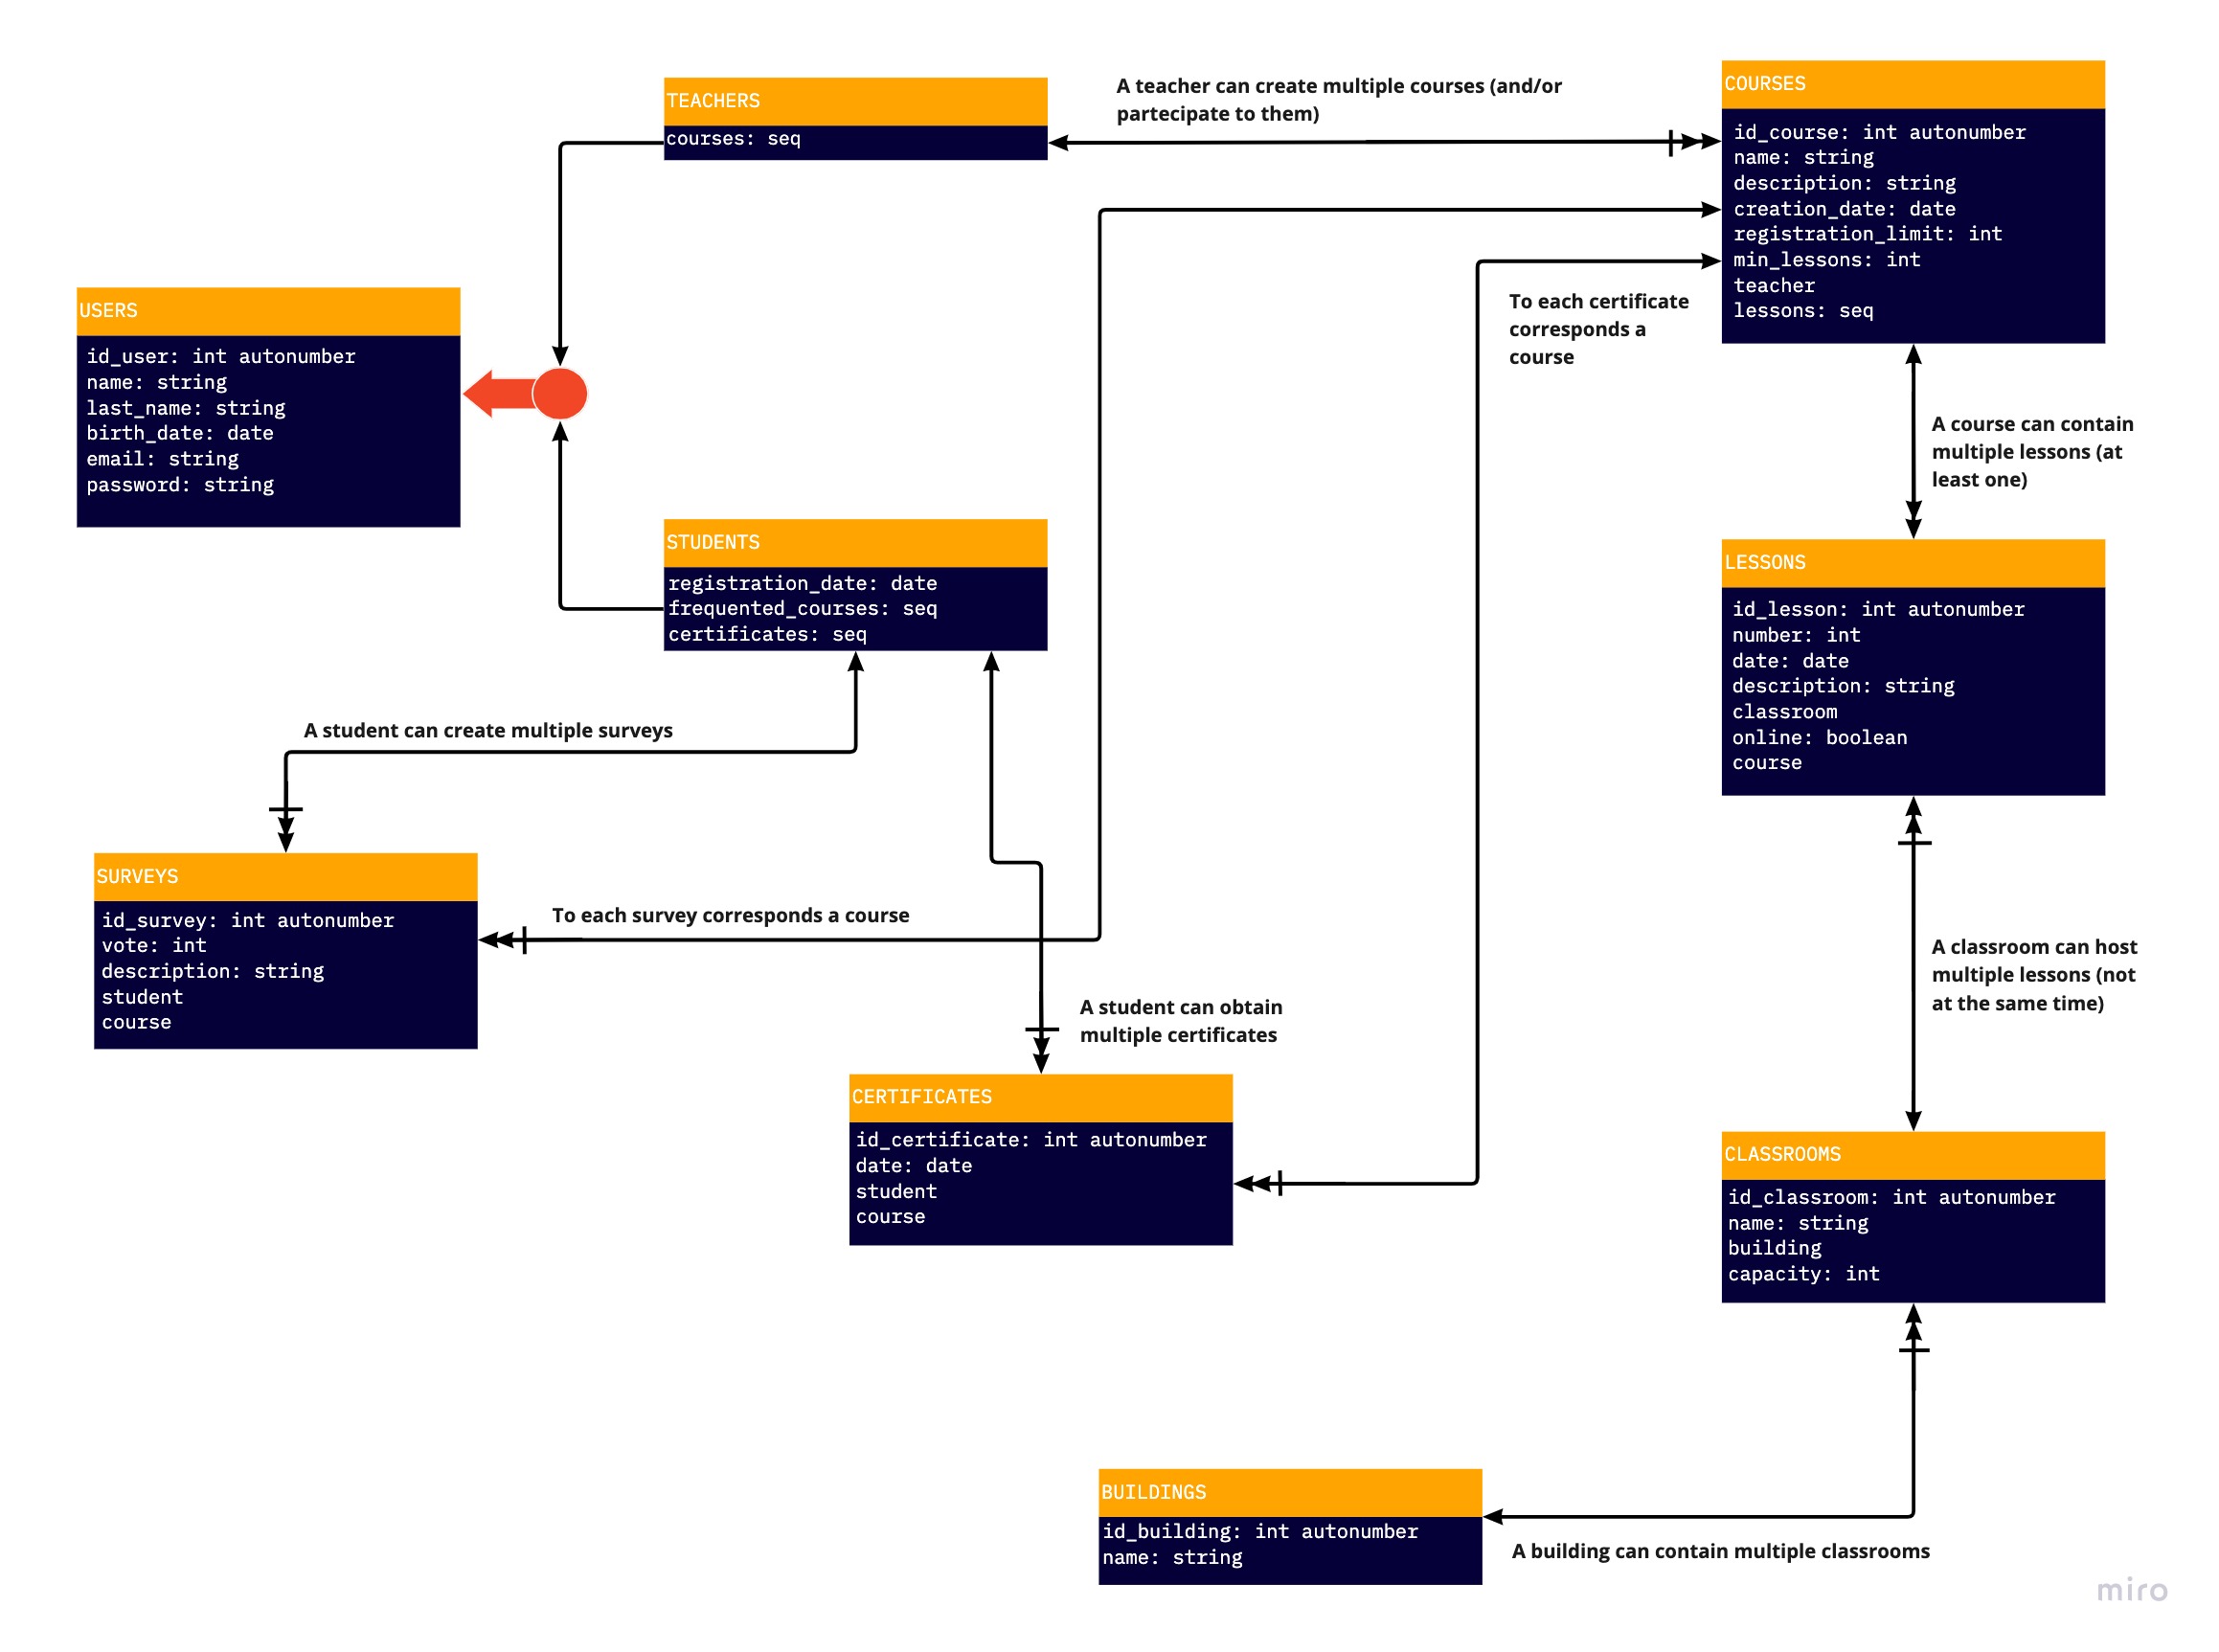 TEACHERS
courses: seq
A teacher can create multiple courses (and/or
partecipate to them)
COURSES
id_course: int autonumber
name: string
description: string
creation_date: date
registration_limit: int
min_lessons: int
teacher
lessons: seq
USERS
id_user: int autonumber
name: string
last_name: string
birth_date: date
email: string
password: string
To each certificate
corresponds a
course
A course can contain
multiple lessons (at
least one)
STUDENTS
registration_date: date
frequented_courses: seq
certificates: seq
LESSONS
id_lesson: int autonumber
number: int
date: date
description: string
classroom
online: boolean
course
A student can create multiple surveys
SURVEYS
id_survey: int autonumber
vote: int
description: string
student
course
To each survey corresponds a course
A student can obtain
multiple certificates
A classroom can host
multiple lessons (not
at the same time)
CERTIFICATES
id_certificate: int autonumber
date: date
student
course
CLASSROOMS
id_classroom: int autonumber
name: string
building
capacity: int
BUILDINGS
id_building: int autonumber
name: string
A building can contain multiple classrooms
miro